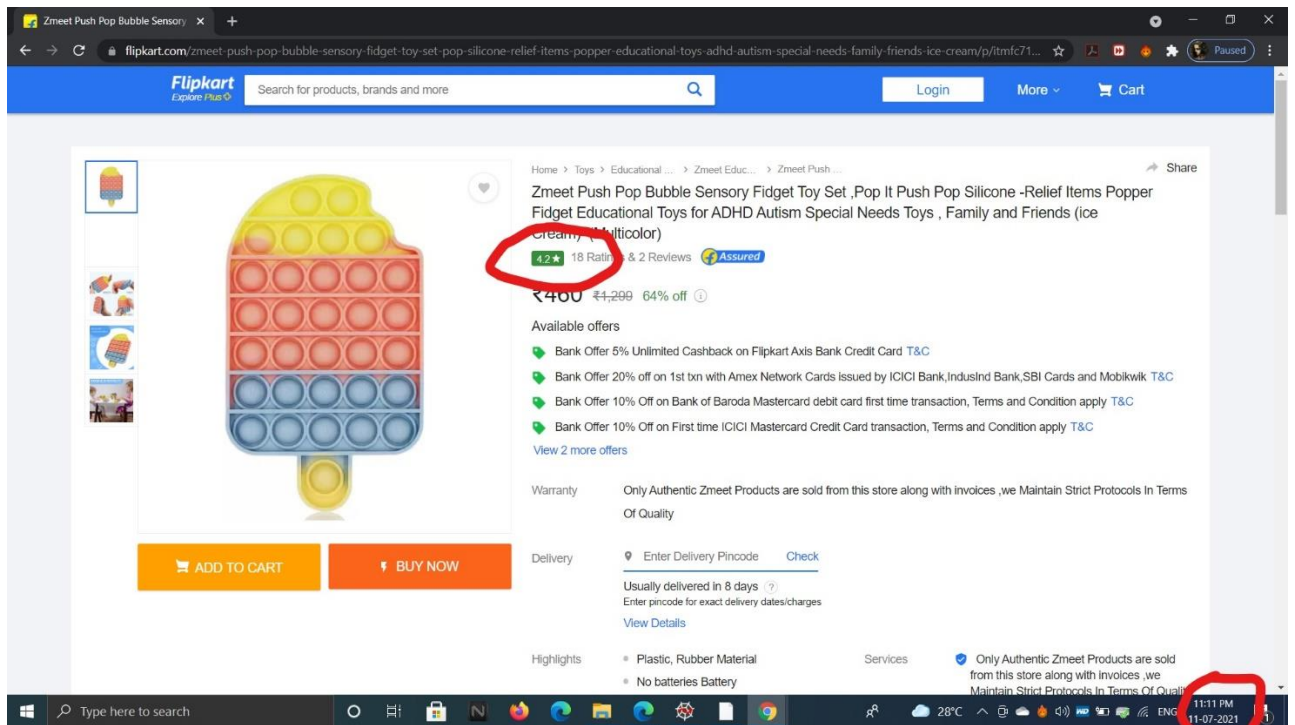 Zmeet Push Pop Bubble Sensory
flipkart.com/zmeet-push-pop-bubble-sensory-fidget-toy-set-pop-silicone-relief-items-popper-educational-toys-adhd-autism-special-needs-family-friends-ice-cream/p/itmfc71...
Paused
Flipkart
Explore Plus
Search for products, brands and more
Login
More
Cart
Home > Toys > Educational ... > Zmeet Educ... > Zmeet Push ...
Share
Zmeet Push Pop Bubble Sensory Fidget Toy Set ,Pop It Push Pop Silicone -Relief Items Popper
Fidget Educational Toys for ADHD Autism Special Needs Toys , Family and Friends (ice
Cream) (Multicolor)
4.2★ 18 Ratings & 2 Reviews Assured
₹460 ₹1,299 64% off
Available offers
Bank Offer 5% Unlimited Cashback on Flipkart Axis Bank Credit Card T&C
Bank Offer 20% off on 1st txn with Amex Network Cards issued by ICICI Bank,IndusInd Bank,SBI Cards and Mobikwik T&C
Bank Offer 10% Off on Bank of Baroda Mastercard debit card first time transaction, Terms and Condition apply T&C
Bank Offer 10% Off on First time ICICI Mastercard Credit Card transaction, Terms and Condition apply T&C
View 2 more offers
Warranty
Only Authentic Zmeet Products are sold from this store along with invoices ,we Maintain Strict Protocols In Terms
Of Quality
ADD TO CART
BUY NOW
Delivery
Enter Delivery Pincode Check
Usually delivered in 8 days ?
Enter pincode for exact delivery dates/charges
View Details
Highlights
Plastic, Rubber Material
No batteries Battery
Services
Only Authentic Zmeet Products are sold
from this store along with invoices ,we
Maintain Strict Protocols In Terms Of Quality
Type here to search
28°C
ENG
11:11 PM
11-07-2021